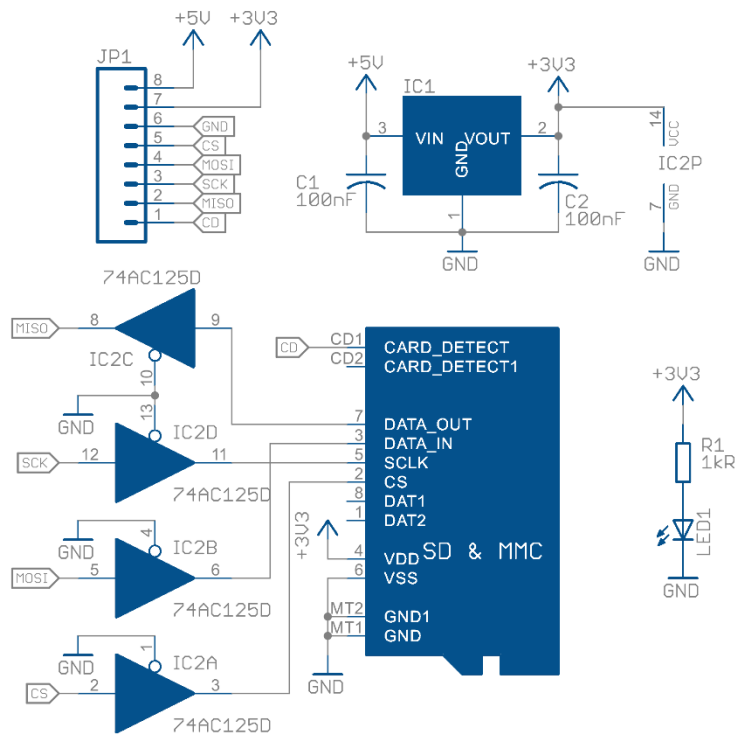 +5V
+3V3
JP1
8
7
6
GND
5
CS
4
MOSI
3
SCK
2
MISO
1
CD
+5V
IC1
+3V3
3
VIN
VOUT
2
GND
1
C1
100nF
C2
100nF
GND
14
VCC
IC2P
7
GND
GND
74AC125D
MISO
8
9
IC2C
10
GND
13
IC2D
SCK
12
11
74AC125D
GND
4
IC2B
MOSI
5
6
74AC125D
GND
1
IC2A
CS
2
3
74AC125D
CD
CD1
CARD_DETECT
CD2
CARD_DETECT1
7
DATA_OUT
3
DATA_IN
5
SCLK
2
CS
8
DAT1
1
DAT2
+3V3
4
VDD
SD & MMC
6
VSS
MT2
GND1
MT1
GND
GND
+3V3
R1
1kR
LED1
GND